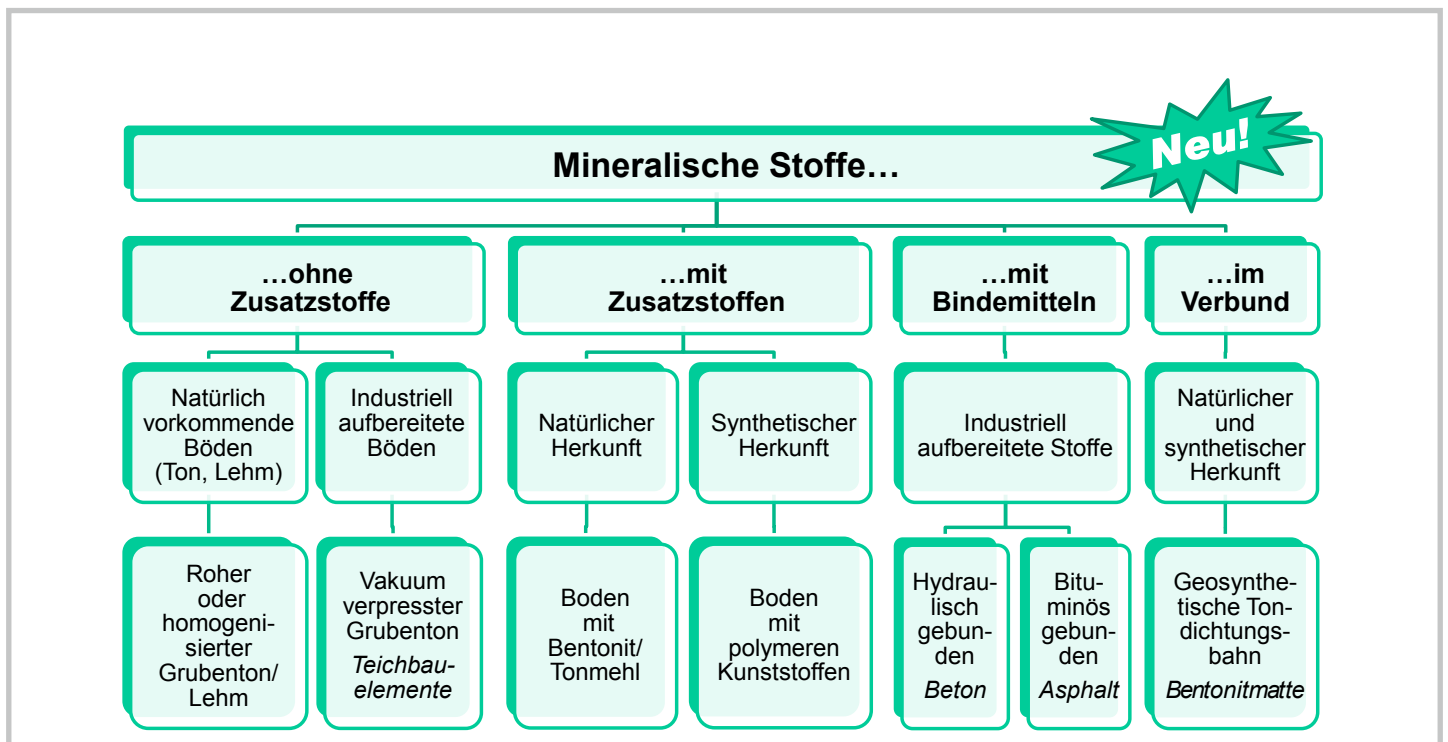 Neu!
Mineralische Stoffe…
…ohne
Zusatzstoffe
…mit
Zusatzstoffen
…mit
Bindemitteln
…im
Verbund
Natürlich
vorkommende
Böden
(Ton, Lehm)
Industriell
aufbereitete
Böden
Natürlicher
Herkunft
Synthetischer
Herkunft
Industriell
aufbereitete Stoffe
Natürlicher
und
synthetischer
Herkunft
Roher
oder
homogeni-
sierter
Grubenton/
Lehm
Vakuum
verpresster
Grubenton
Teichbau-
elemente
Boden
mit
Bentonit/
Tonmehl
Boden
mit
polymeren
Kunststoffen
Hydrau-
lisch
gebun-
den
Beton
Bitu-
minös
gebun-
den
Asphalt
Geosynthe-
tische Ton-
dichtungs-
bahn
Bentonitmatte